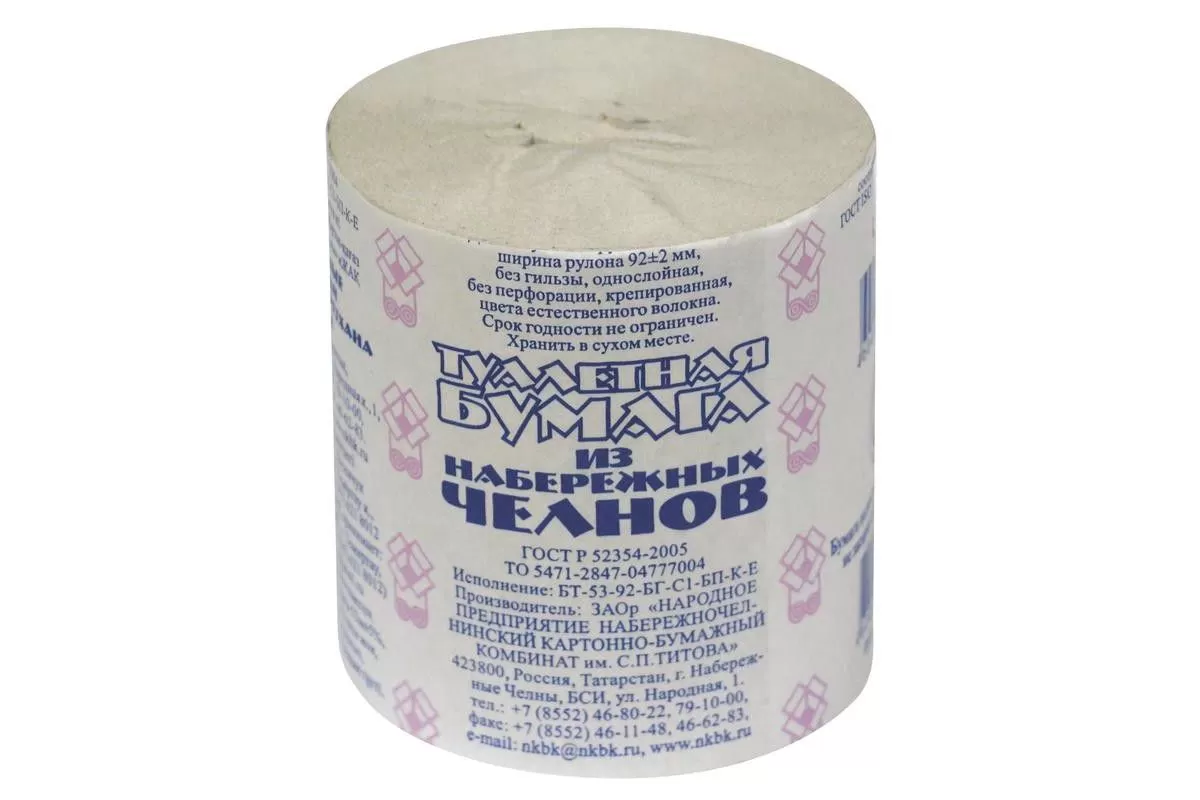 ширина рулона 92±2 мм,
без гильзы, однослойная,
без перфорации, крепированная,
цвета естественного волокна.
Срок годности не ограничен.
Хранить в сухом месте.
ТУАЛЕТНАЯ
БУМАГА
ИЗ
НАБЕРЕЖНЫХ
ЧЕЛНОВ
ГОСТ Р 52354-2005
ТО 5471-2847-04777004
Исполнение: БТ-53-92-БГ-С1-БП-К-Е
Производитель: ЗАОр «НАРОДНОЕ
ПРЕДПРИЯТИЕ НАБЕРЕЖНОЧЕЛ-
НИНСКИЙ КАРТОННО-БУМАЖНЫЙ
КОМБИНАТ им. С.П.ТИТОВА»
423800, Россия, Татарстан, г. Набереж-
ные Челны, БСИ, ул. Народная, 1.
тел.: +7 (8552) 46-80-22, 79-10-00,
факс: +7 (8552) 46-11-48, 46-62-83,
e-mail: nkbk@nkbk.ru, www.nkbk.ru
ГОСТ ISO
Бумага